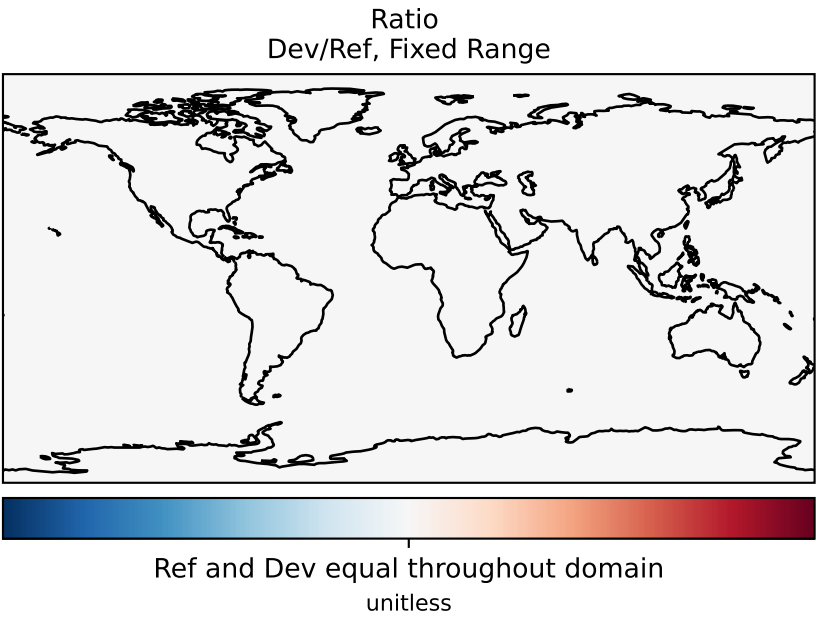 Ratio
Dev/Ref, Fixed Range
Ref and Dev equal throughout domain
unitless